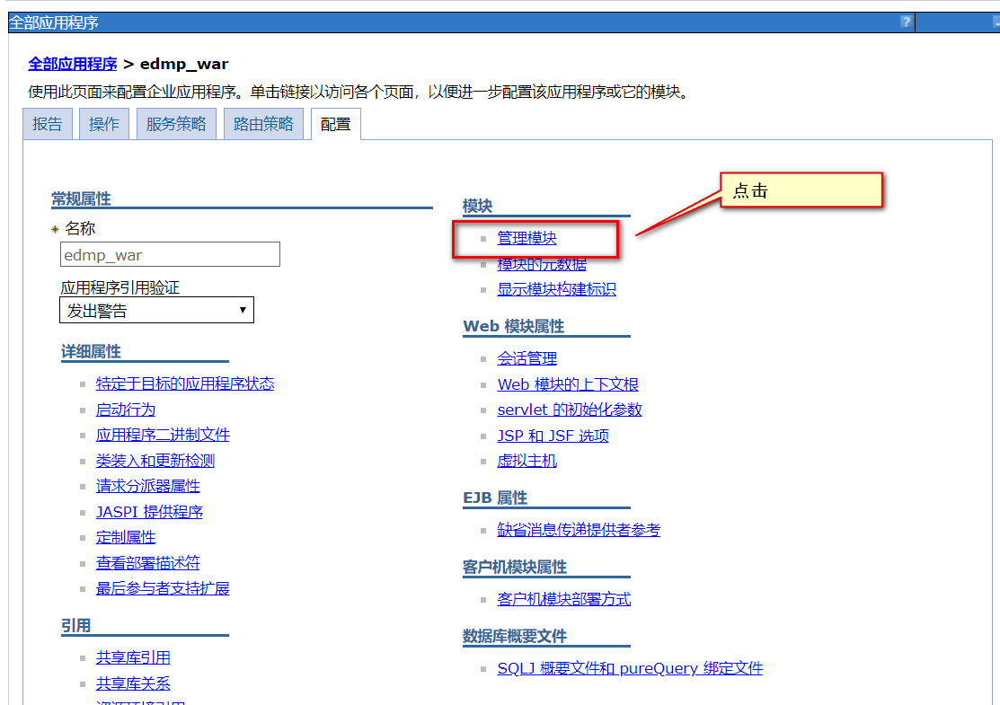 全部应用程序
全部应用程序 > edmp_war
使用此页面来配置企业应用程序。单击链接以访问各个页面，以便进一步配置该应用程序或它的模块。
报告 操作 服务策略 路由策略 配置
常规属性
名称
edmp_war
应用程序引用验证
发出警告
详细属性
特定于目标的应用程序状态
启动行为
应用程序二进制文件
类装入和更新检测
请求分派器属性
JASPI 提供程序
定制属性
查看部署描述符
最后参与者支持扩展
引用
共享库引用
共享库关系
资源环境引用
模块
管理模块
模块的元数据
显示模块构建标识
Web 模块属性
会话管理
Web 模块的上下文根
servlet 的初始化参数
JSP 和 JSF 选项
虚拟主机
EJB 属性
缺省消息传递提供者参考
客户机模块属性
客户机模块部署方式
数据库概要文件
SQLJ 概要文件和 pureQuery 绑定文件
点击